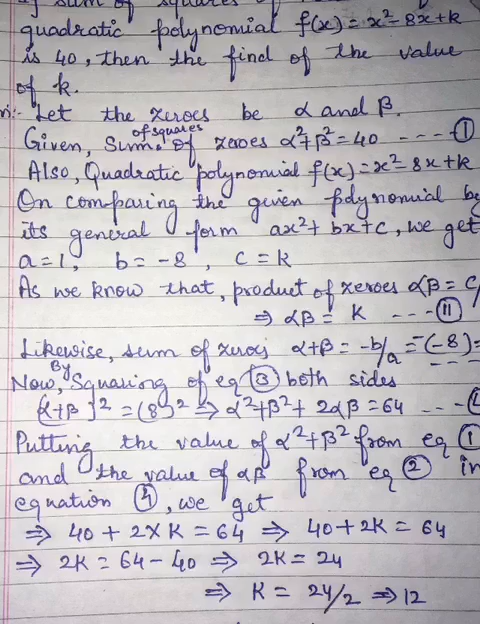 sum of squares of
quadratic polynomial f(x) = x² - 8x + k
is 40, then the find of the value
of k.
Let the zeroes be α and β.
Given, Sum of squares of zeroes α² + β² = 40 ---- ①
Also, Quadratic polynomial f(x) = x² - 8x + k
On comparing the given polynomial by
its general form ax² + bx + c, we get
a = 1, b = -8, c = k
As we know that, product of zeroes αβ = c/
⇒ αβ = K --- ⑪
Likewise, sum of zeroes α+β = -b/a = -(-8) =
Now, By Squaring of eq ③ both sides
[α+β]² = (8)² ⇒ α² + β² + 2αβ = 64 ---
Putting the value of α² + β² from eq ①
and the value of αβ from eq ② in
equation ④, we get
⇒ 40 + 2 × K = 64 ⇒ 40 + 2K = 64
⇒ 2K = 64 - 40 ⇒ 2K = 24
⇒ K = 24/2 ⇒ 12